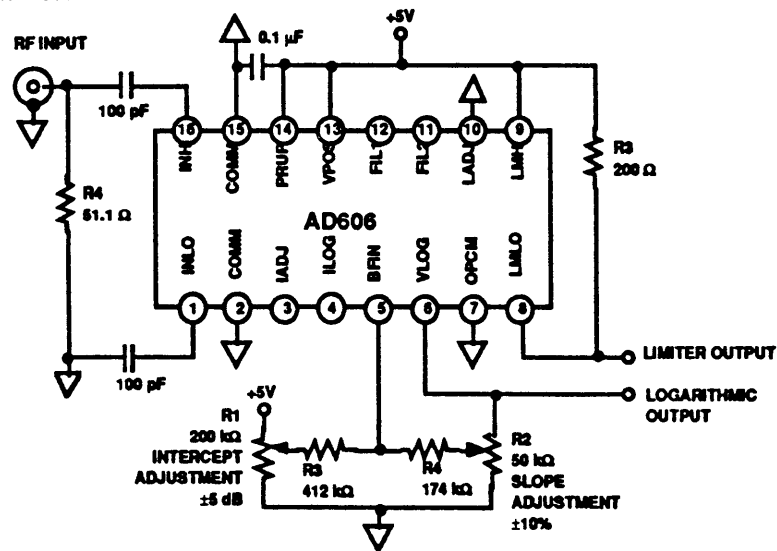 +5V
RF INPUT
0.1 µF
100 pF
16 15 14 13 12 11 10 9
INHI COMM PRUP VPOS FIL1 FIL2 LADJ LMHI
R3
200 Ω
R4
51.1 Ω
AD606
INLO COMM IADJ ILOG BFIN VLOG OPCM LMLO
1 2 3 4 5 6 7 8
LIMITER OUTPUT
100 pF
LOGARITHMIC
OUTPUT
+5V
R1
200 kΩ
INTERCEPT
ADJUSTMENT
±5 dB
R3
412 kΩ
R4
174 kΩ
R2
50 kΩ
SLOPE
ADJUSTMENT
±10%